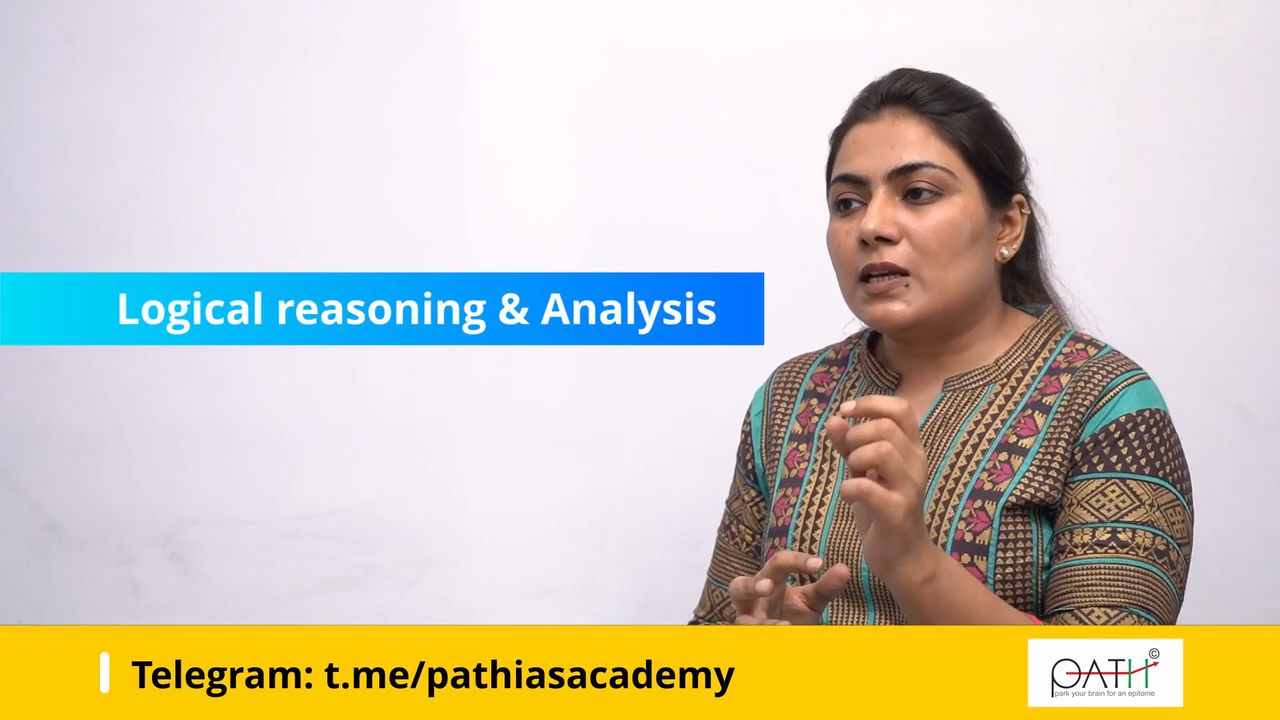 Logical reasoning & Analysis
Telegram: t.me/pathiasacademy
PATH ©
park your brain for an epitome